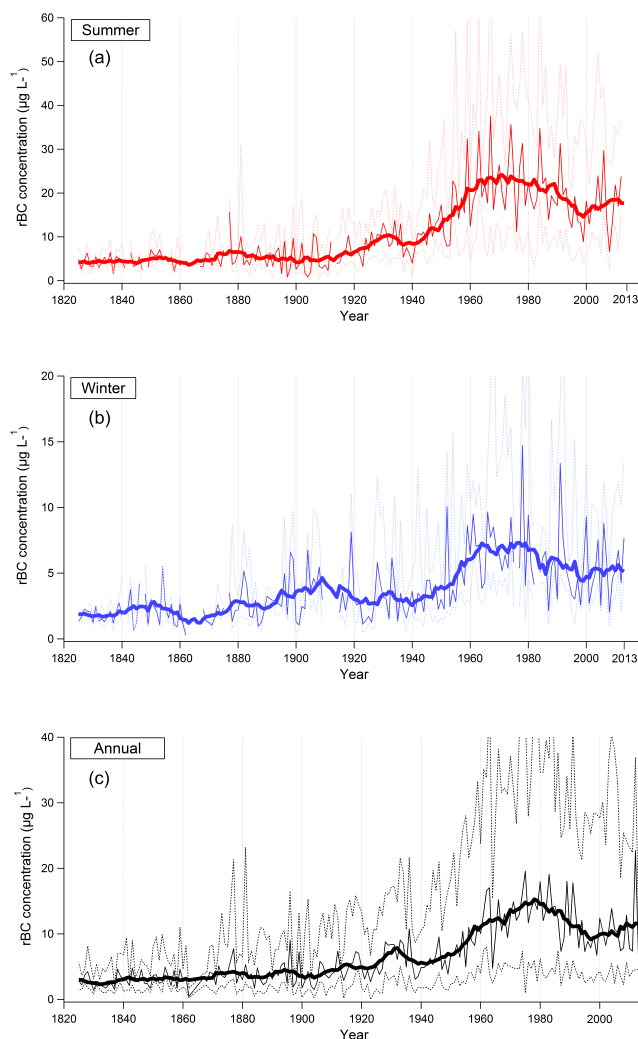 Summer
(a)
rBC concentration (µg L-¹)
60
50
40
30
20
10
0
1820 1840 1860 1880 1900 1920 1940 1960 1980 2000 2013
Year
Winter
(b)
rBC concentration (µg L-¹)
20
15
10
5
0
1820 1840 1860 1880 1900 1920 1940 1960 1980 2000 2013
Year
Annual
(c)
rBC concentration (µg L-¹)
40
30
20
10
0
1820 1840 1860 1880 1900 1920 1940 1960 1980 2000
Year